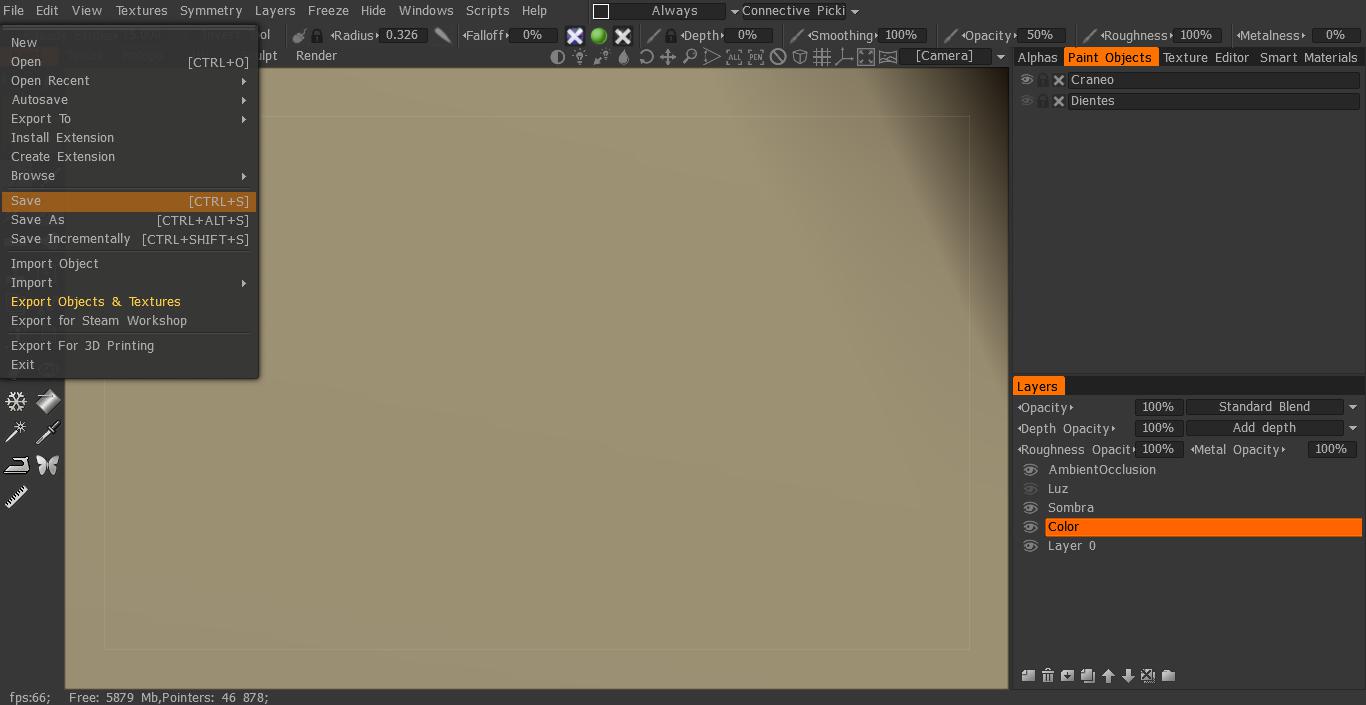 File Edit View Textures Symmetry Layers Freeze Hide Windows Scripts Help Always Connective Picki
Radius 0.326 Falloff 0% Depth 0% Smoothing 100% Opacity 50% Roughness 100% Metalness 0%
Render ALL PEN [Camera] Alphas Paint Objects Texture Editor Smart Materials
New
Open [CTRL+O]
Open Recent
Autosave
Export To
Install Extension
Create Extension
Browse
Save [CTRL+S]
Save As [CTRL+ALT+S]
Save Incrementally [CTRL+SHIFT+S]
Import Object
Import
Export Objects & Textures
Export for Steam Workshop
Export For 3D Printing
Exit
Craneo
Dientes
Layers
Opacity 100% Standard Blend
Depth Opacity 100% Add depth
Roughness Opacit 100% Metal Opacity 100%
AmbientOcclusion
Luz
Sombra
Color
Layer 0
fps:66; Free: 5879 Mb,Pointers: 46 878;